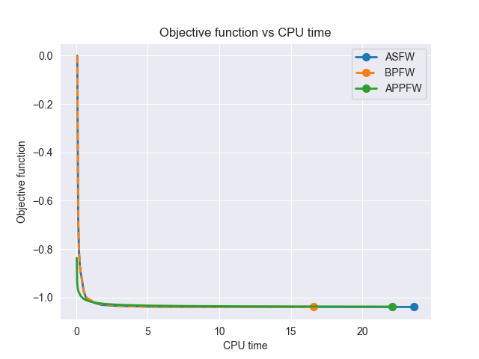 Objective function vs CPU time
ASFW
BPFW
APPFW
Objective function
0.0
−0.2
−0.4
−0.6
−0.8
−1.0
0 5 10 15 20
CPU time